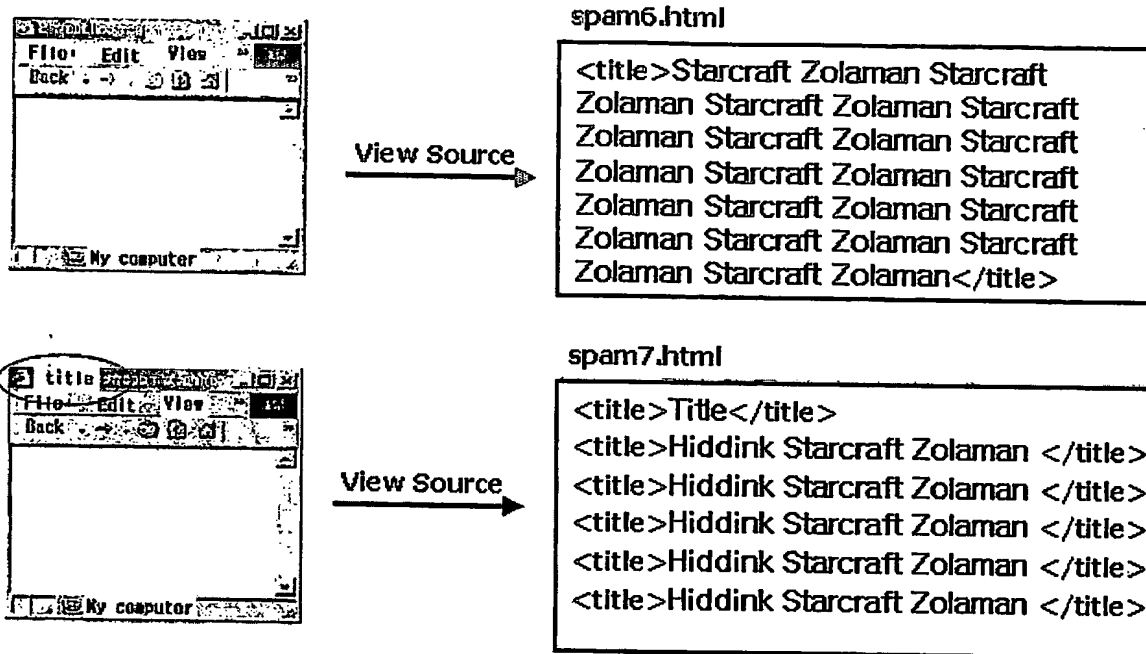 spam6.html
File Edit View
Back
My computer
View Source
<title>Starcraft Zolaman Starcraft
Zolaman Starcraft Zolaman Starcraft
Zolaman Starcraft Zolaman Starcraft
Zolaman Starcraft Zolaman Starcraft
Zolaman Starcraft Zolaman Starcraft
Zolaman Starcraft Zolaman Starcraft
Zolaman Starcraft Zolaman</title>
spam7.html
title
File Edit View
Back
My computer
View Source
<title>Title</title>
<title>Hiddink Starcraft Zolaman </title>
<title>Hiddink Starcraft Zolaman </title>
<title>Hiddink Starcraft Zolaman </title>
<title>Hiddink Starcraft Zolaman </title>
<title>Hiddink Starcraft Zolaman </title>